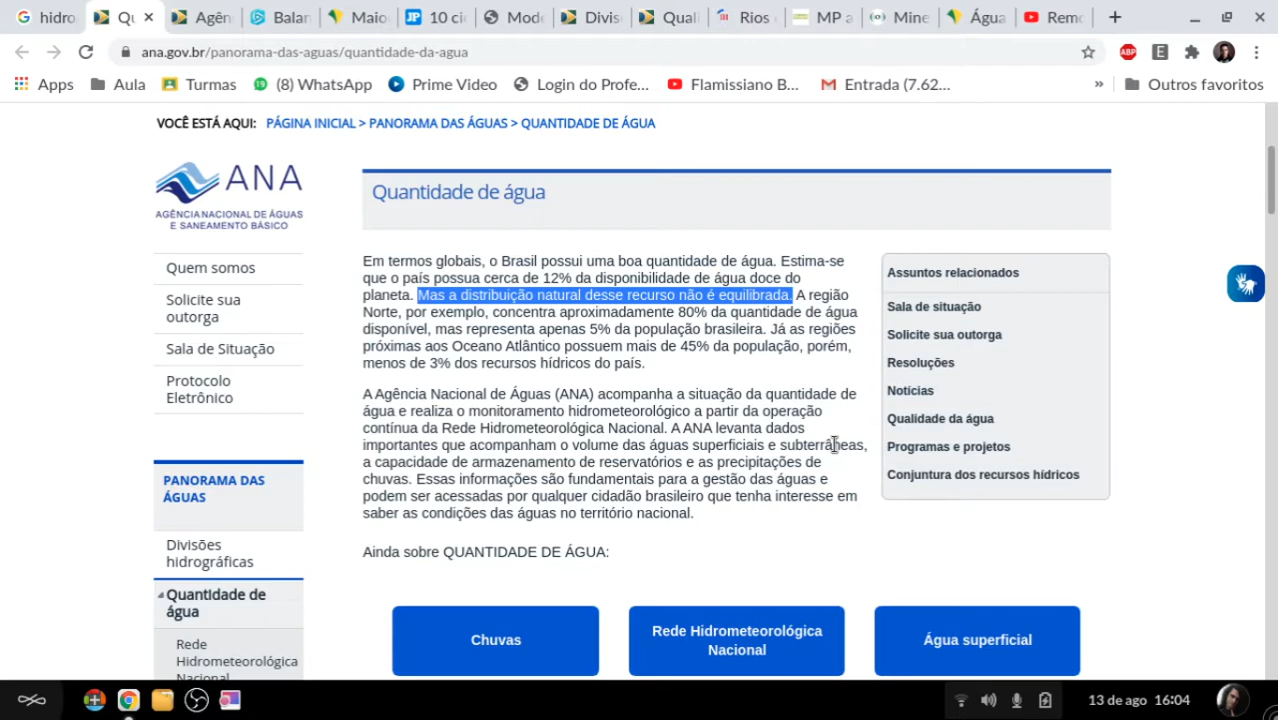 hidro
Qu
Agên
Balan
Maio
10 ci
Mode
Divis
Quali
Rios
MP a
Mine
Água
Remo
ana.gov.br/panorama-das-aguas/quantidade-da-agua
ABP
E
Apps
Aula
Turmas
(8) WhatsApp
Prime Video
Login do Profe...
Flamissiano B...
Entrada (7.62...
»
Outros favoritos
VOCÊ ESTÁ AQUI: PÁGINA INICIAL > PANORAMA DAS ÁGUAS > QUANTIDADE DE ÁGUA
ANA
AGÊNCIA NACIONAL DE ÁGUAS
E SANEAMENTO BÁSICO
Quem somos
Solicite sua
outorga
Sala de Situação
Protocolo
Eletrônico
PANORAMA DAS
ÁGUAS
Divisões
hidrográficas
Quantidade de
água
Rede
Hidrometeorológica
Nacional
Quantidade de água
Em termos globais, o Brasil possui uma boa quantidade de água. Estima-se
que o país possua cerca de 12% da disponibilidade de água doce do
planeta. Mas a distribuição natural desse recurso não é equilibrada. A região
Norte, por exemplo, concentra aproximadamente 80% da quantidade de água
disponível, mas representa apenas 5% da população brasileira. Já as regiões
próximas aos Oceano Atlântico possuem mais de 45% da população, porém,
menos de 3% dos recursos hídricos do país.
A Agência Nacional de Águas (ANA) acompanha a situação da quantidade de
água e realiza o monitoramento hidrometeorológico a partir da operação
contínua da Rede Hidrometeorológica Nacional. A ANA levanta dados
importantes que acompanham o volume das águas superficiais e subterrâneas,
a capacidade de armazenamento de reservatórios e as precipitações de
chuvas. Essas informações são fundamentais para a gestão das águas e
podem ser acessadas por qualquer cidadão brasileiro que tenha interesse em
saber as condições das águas no território nacional.
Ainda sobre QUANTIDADE DE ÁGUA:
Chuvas
Rede Hidrometeorológica
Nacional
Água superficial
Assuntos relacionados
Sala de situação
Solicite sua outorga
Resoluções
Notícias
Qualidade da água
Programas e projetos
Conjuntura dos recursos hídricos
13 de ago 16:04